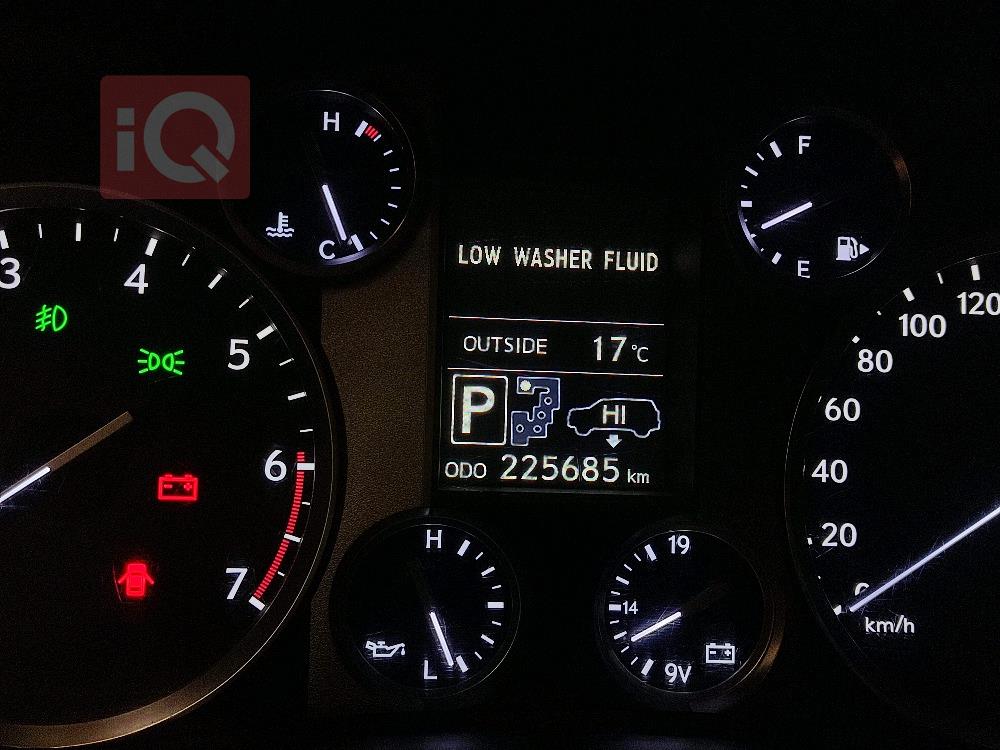 iQ
H
C
F
E
LOW WASHER FLUID
OUTSIDE 17°C
P
HI
ODO 225685 km
3
4
5
6
7
H
L
19
14
9V
120
100
80
60
40
20
0
km/h